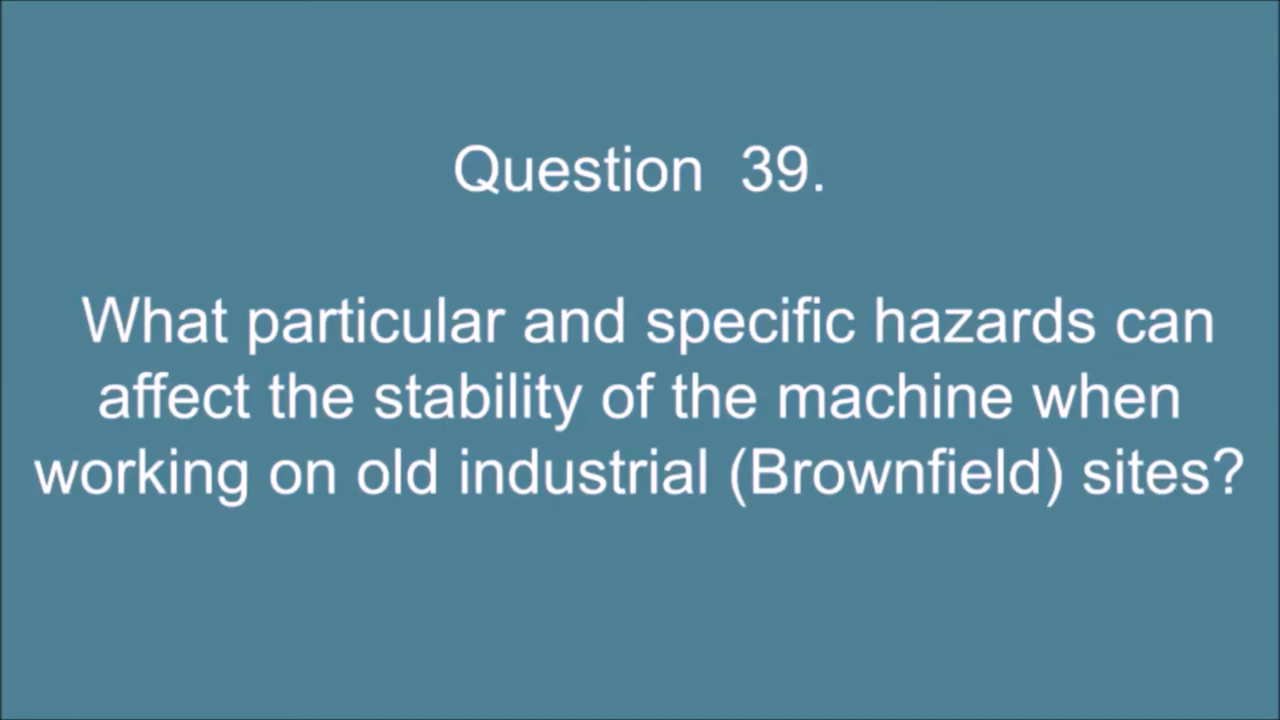 Question 39.
What particular and specific hazards can
affect the stability of the machine when
working on old industrial (Brownfield) sites?